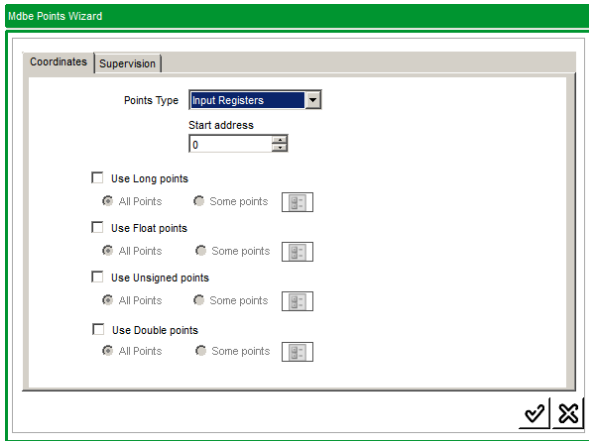 Mdbe Points Wizard
Coordinates Supervision
Points Type Input Registers
Start address
0
Use Long points
All Points Some points
Use Float points
All Points Some points
Use Unsigned points
All Points Some points
Use Double points
All Points Some points